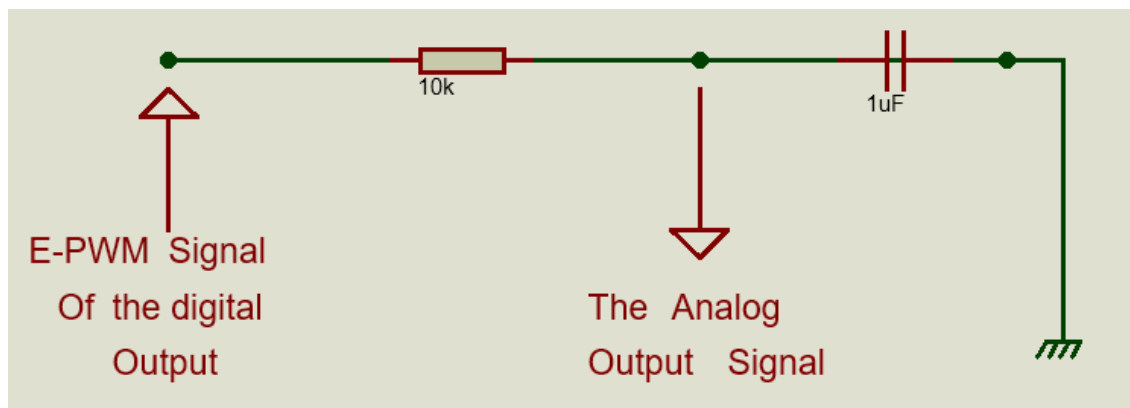 10k
1uF
E-PWM Signal
Of the digital
Output
The Analog
Output Signal